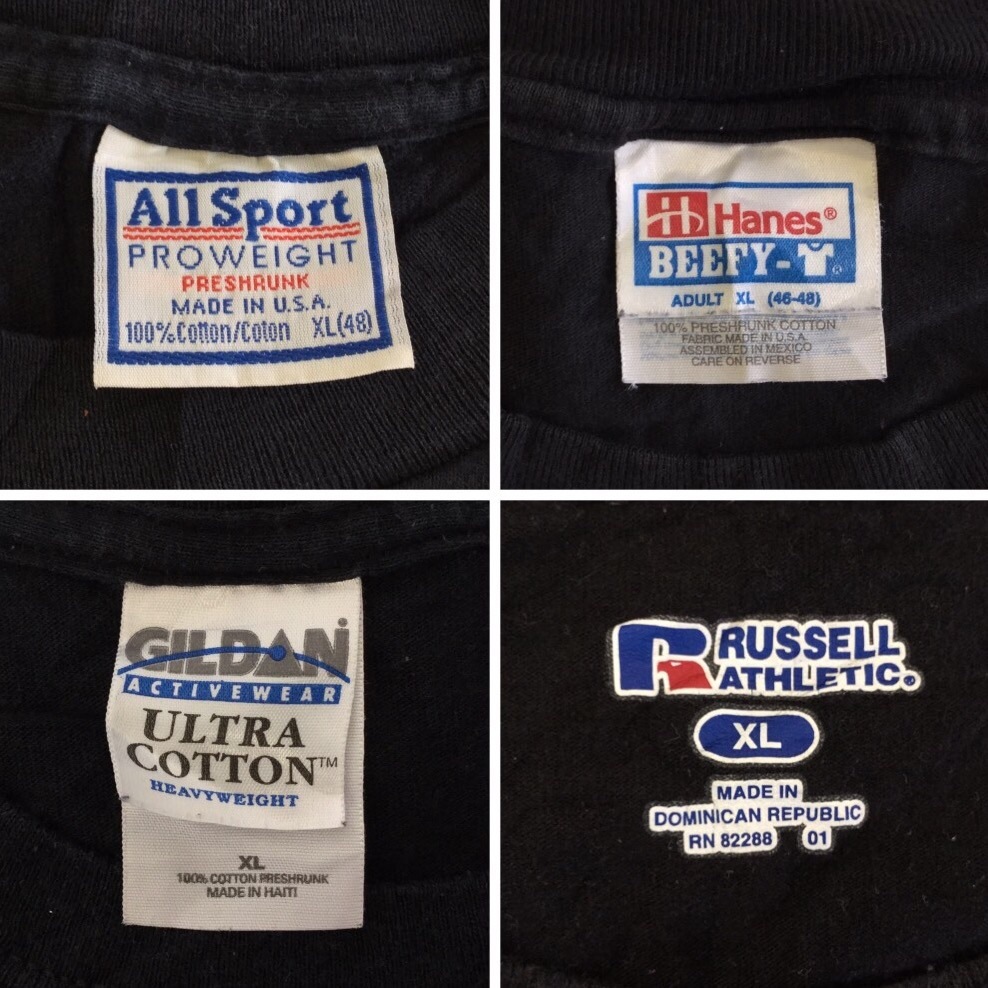 All Sport
PROWEIGHT
PRESHRUNK
MADE IN U.S.A.
100% Cotton/Coton XL(48)
Hanes®
BEEFY-T®
ADULT XL (46-48)
100% PRESHRUNK COTTON
FABRIC MADE IN U.S.A.
ASSEMBLED IN MEXICO
CARE ON REVERSE
GILDAN
ACTIVEWEAR
ULTRA
COTTON™
HEAVYWEIGHT
XL
100% COTTON PRESHRUNK
MADE IN HAITI
RUSSELL
ATHLETIC®
XL
MADE IN
DOMINICAN REPUBLIC
RN 82288 01